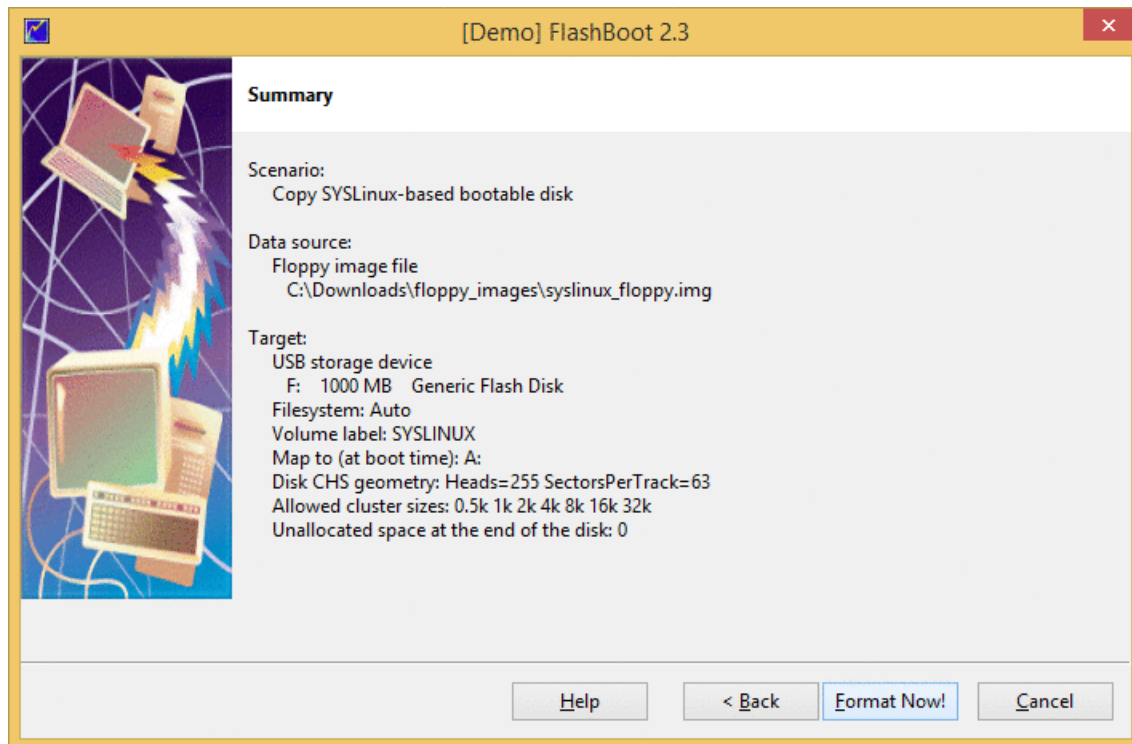 [Demo] FlashBoot 2.3
×
Summary
Scenario:
Copy SYSLinux-based bootable disk
Data source:
Floppy image file
C:\Downloads\floppy_images\syslinux_floppy.img
Target:
USB storage device
F: 1000 MB Generic Flash Disk
Filesystem: Auto
Volume label: SYSLINUX
Map to (at boot time): A:
Disk CHS geometry: Heads=255 SectorsPerTrack=63
Allowed cluster sizes: 0.5k 1k 2k 4k 8k 16k 32k
Unallocated space at the end of the disk: 0
Help
< Back
Format Now!
Cancel